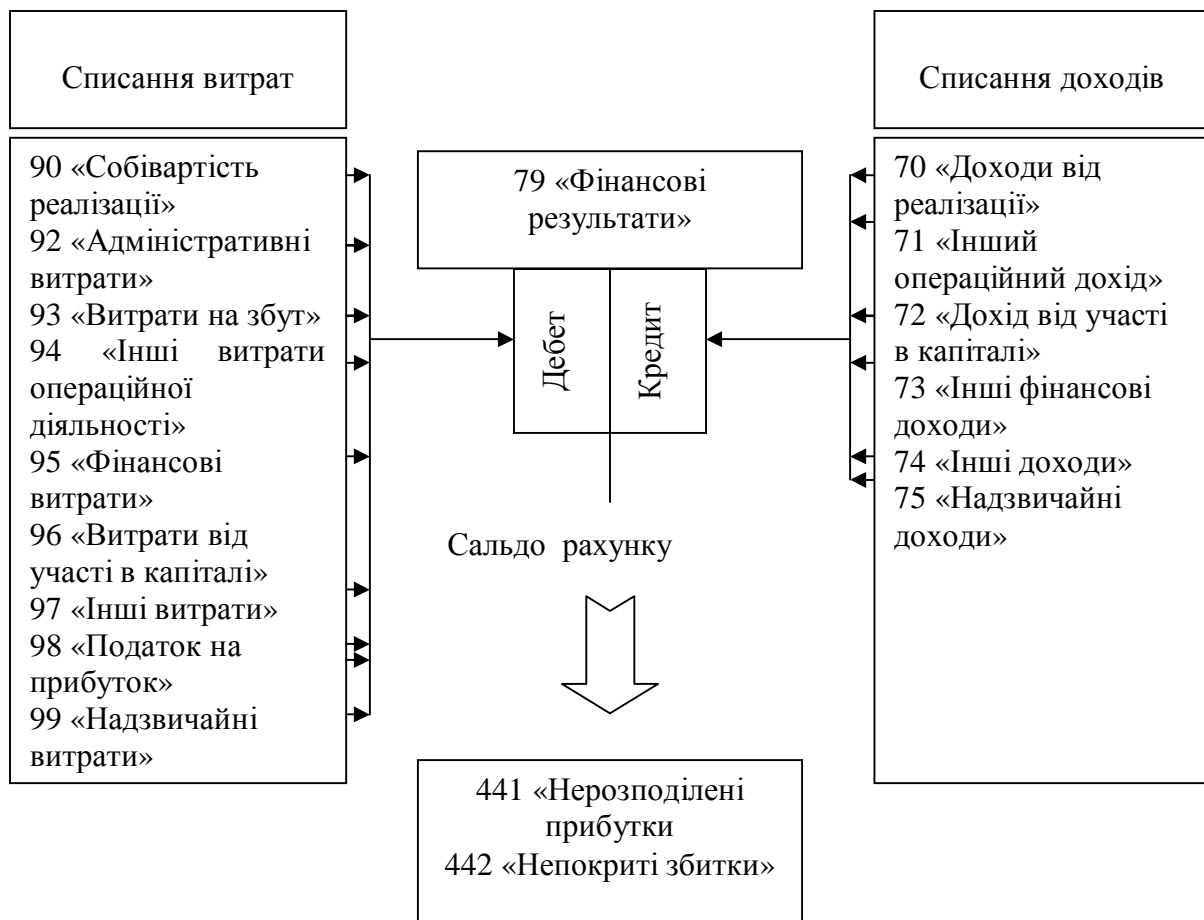 Списання витрат
90 «Собівартість
реалізації»
92 «Адміністративні
витрати»
93 «Витрати на збут»
94 «Інші витрати
операційної
діяльності»
95 «Фінансові
витрати»
96 «Витрати від
участі в капіталі»
97 «Інші витрати»
98 «Податок на
прибуток»
99 «Надзвичайні
витрати»
79 «Фінансові
результати»
Дебет
Кредит
Сальдо рахунку
441 «Нерозподілені
прибутки
442 «Непокриті збитки»
Списання доходів
70 «Доходи від
реалізації»
71 «Інший
операційний дохід»
72 «Дохід від участі
в капіталі»
73 «Інші фінансові
доходи»
74 «Інші доходи»
75 «Надзвичайні
доходи»